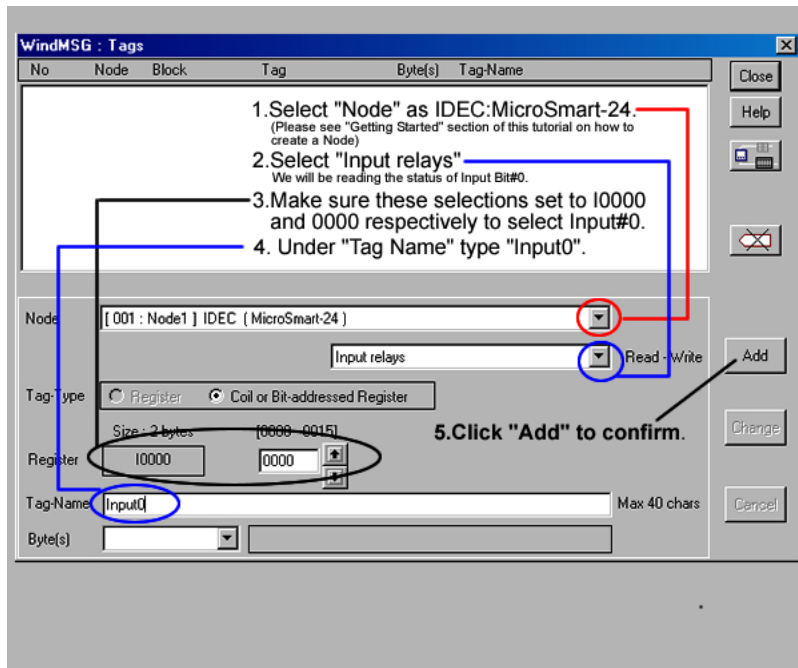 WindMSG : Tags
No Node Block Tag Byte(s) Tag-Name
Close
Help
1.Select "Node" as IDEC:MicroSmart-24.
(Please see "Getting Started" section of this tutorial on how to
create a Node)
2.Select "Input relays"
We will be reading the status of Input Bit#0.
3.Make sure these selections set to I0000
and 0000 respectively to select Input#0.
4. Under "Tag Name" type "Input0".
Node [ 001 : Node1 ] IDEC ( MicroSmart-24 )
Input relays Read - Write
Add
Tag-Type Register Coil or Bit-addressed Register
Size : 2 bytes [0000 - 0015]
5.Click "Add" to confirm.
Change
Register I0000 0000
Tag-Name Input0 Max 40 chars
Cancel
Byte(s)